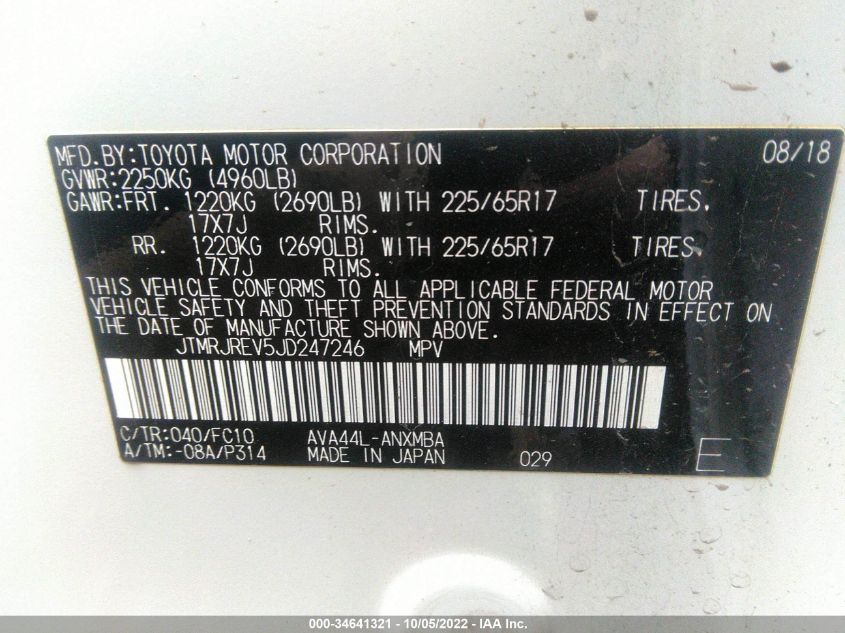 MFD.BY:TOYOTA MOTOR CORPORATION 08/18
GVWR:2250KG (4960LB)
GAWR:FRT. 1220KG (2690LB) WITH 225/65R17 TIRES,
17X7J RIMS.
RR. 1220KG (2690LB) WITH 225/65R17 TIRES,
17X7J RIMS.
THIS VEHICLE CONFORMS TO ALL APPLICABLE FEDERAL MOTOR
VEHICLE SAFETY AND THEFT PREVENTION STANDARDS IN EFFECT ON
THE DATE OF MANUFACTURE SHOWN ABOVE.
JTMRJREV5JD247246 MPV
C/TR:040/FC10 AVA44L-ANXMBA
A/TM:-08A/P314 MADE IN JAPAN 029 E
000-34641321 - 10/05/2022 - IAA Inc.